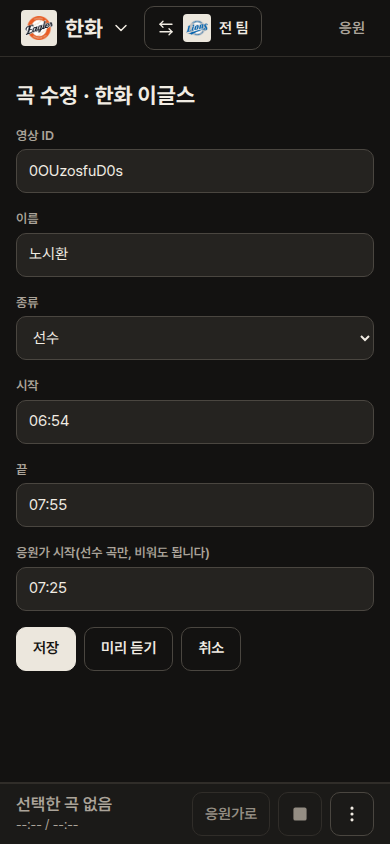 Eagles 한화 Lions 전 팀 응원
곡 수정 · 한화 이글스
영상 ID
0OUzosfuD0s
이름
노시환
종류
선수
시작
06:54
끝
07:55
응원가 시작(선수 곡만, 비워도 됩니다)
07:25
저장 미리 듣기 취소
선택한 곡 없음
--:-- / --:--
응원가로